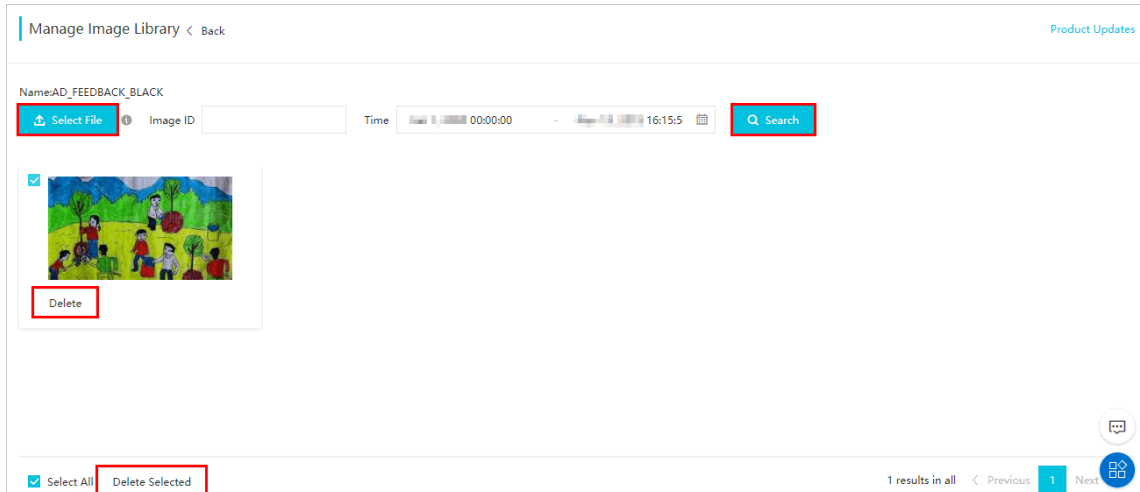 Manage Image Library < Back
Product Updates
Name:AD_FEEDBACK_BLACK
Select File Image ID Time 00:00:00 - 16:15:5 Search
Delete
Select All Delete Selected 1 results in all < Previous 1 Next